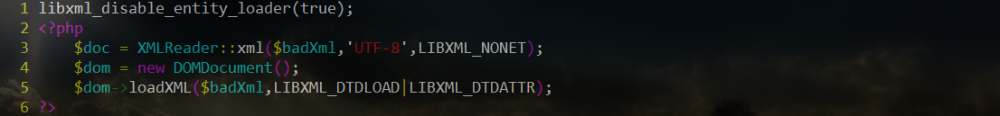 1 libxml_disable_entity_loader(true);
2 <?php
3     $doc = XMLReader::xml($badXml,'UTF-8',LIBXML_NONET);
4     $dom = new DOMDocument();
5     $dom->loadXML($badXml,LIBXML_DTDLOAD|LIBXML_DTDATTR);
6 ?>